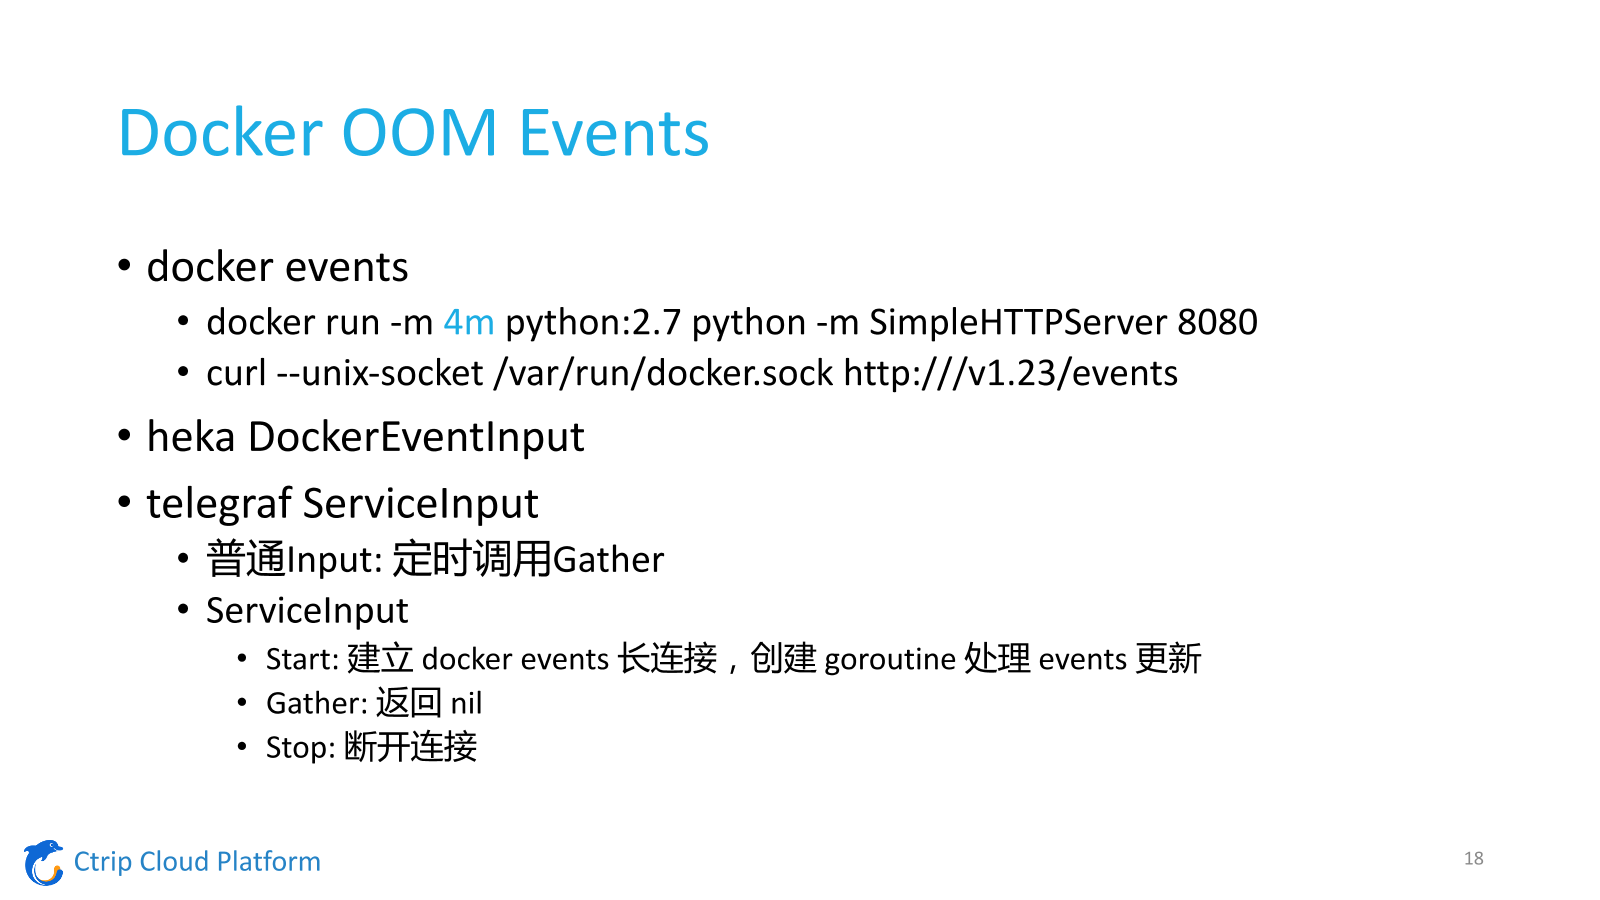 Docker OOM Events
• docker events
• docker run -m 4m python:2.7 python -m SimpleHTTPServer 8080
• curl --unix-socket /var/run/docker.sock http:///v1.23/events
• heka DockerEventInput
• telegraf ServiceInput
• 普通Input: 定时调用Gather
• ServiceInput
• Start: 建立 docker events 长连接，创建 goroutine 处理 events 更新
• Gather: 返回 nil
• Stop: 断开连接
Ctrip Cloud Platform
18